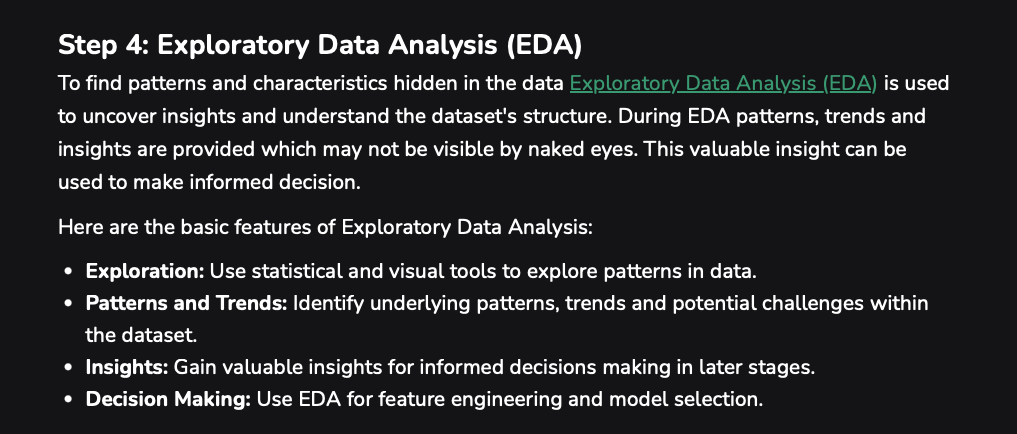 Step 4: Exploratory Data Analysis (EDA)
To find patterns and characteristics hidden in the data Exploratory Data Analysis (EDA) is used
to uncover insights and understand the dataset's structure. During EDA patterns, trends and
insights are provided which may not be visible by naked eyes. This valuable insight can be
used to make informed decision.
Here are the basic features of Exploratory Data Analysis:
• Exploration: Use statistical and visual tools to explore patterns in data.
• Patterns and Trends: Identify underlying patterns, trends and potential challenges within
the dataset.
• Insights: Gain valuable insights for informed decisions making in later stages.
• Decision Making: Use EDA for feature engineering and model selection.